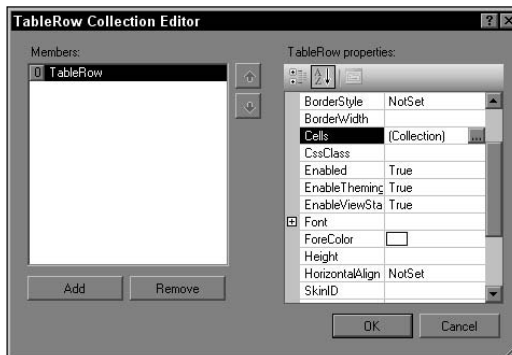 TableRow Collection Editor
Members:
0 TableRow
Add
Remove
TableRow properties:
BorderStyle NotSet
BorderWidth
Cells (Collection) ...
CssClass
Enabled True
EnableTheming True
EnableViewSta True
Font
ForeColor
Height
HorizontalAlign NotSet
SkinID
OK
Cancel